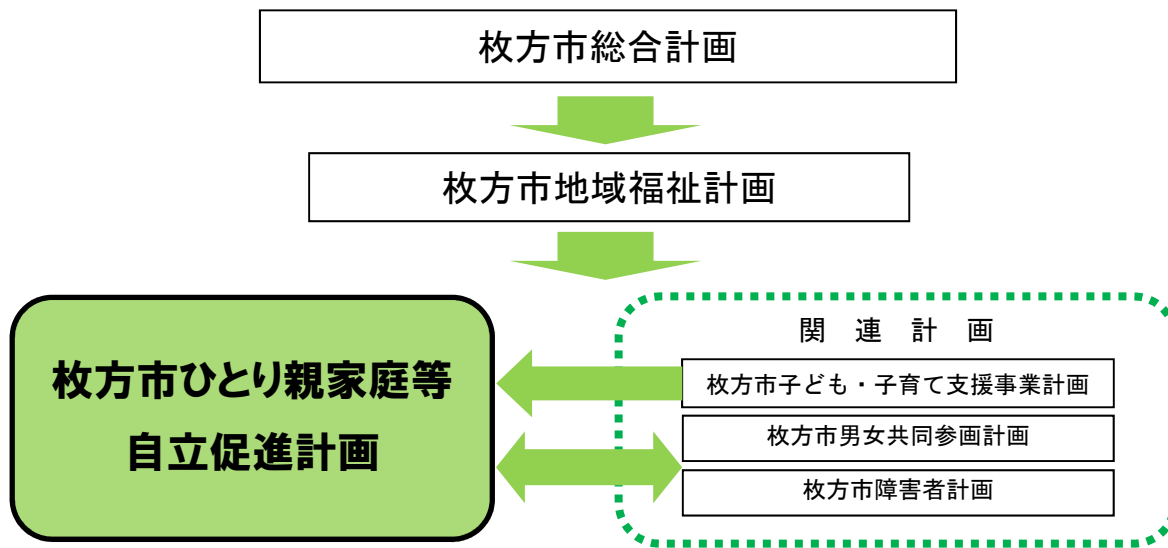 枚方市総合計画
枚方市地域福祉計画
枚方市ひとり親家庭等
自立促進計画
関連計画
枚方市子ども・子育て支援事業計画
枚方市男女共同参画計画
枚方市障害者計画